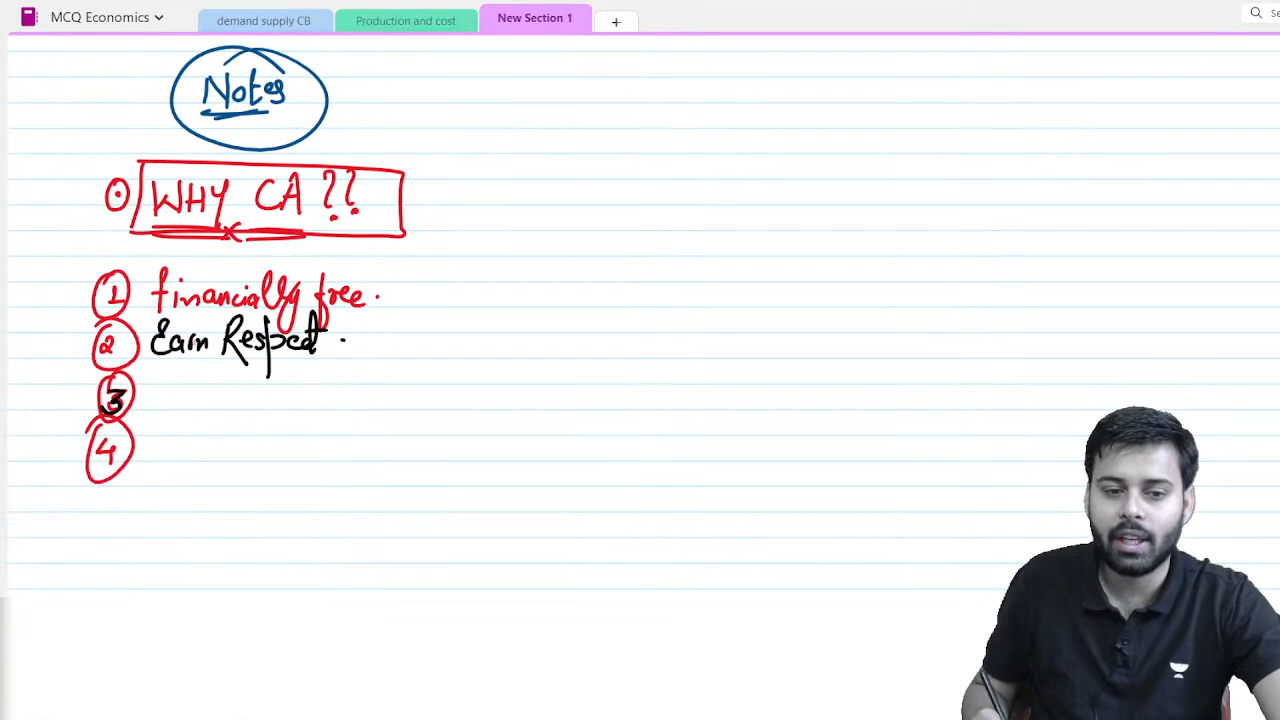 MCQ Economics
demand supply CB
Production and cost
New Section 1
+
Se
Notes
WHY CA ??
1 financially free.
2 Earn Respect.
3
4